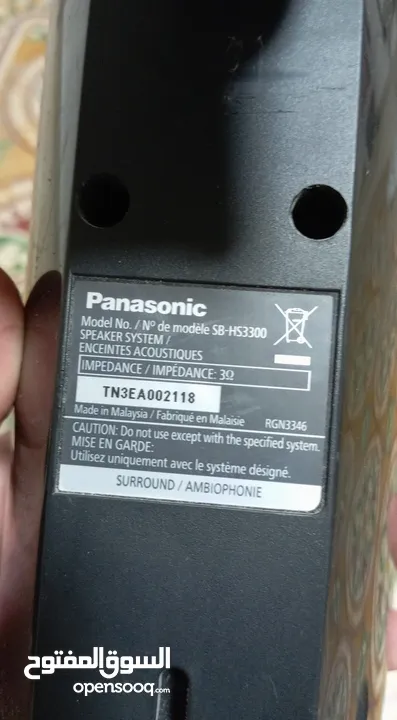 Panasonic
Model No. / Nº de modèle SB-HS3300
SPEAKER SYSTEM /
ENCEINTES ACOUSTIQUES
IMPEDANCE / IMPÉDANCE: 3Ω
TN3EA002118
Made in Malaysia / Fabriqué en Malaisie RGN3346
CAUTION: Do not use except with the specified system.
MISE EN GARDE:
Utilisez uniquement avec le système désigné.
SURROUND / AMBIOPHONIE
السوق المفتوح
opensooq.com